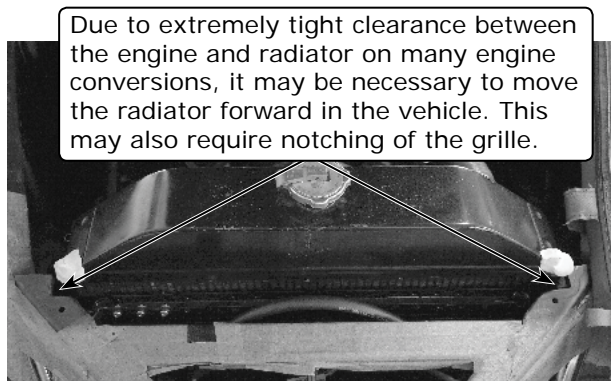 Due to extremely tight clearance between
the engine and radiator on many engine
conversions, it may be necessary to move
the radiator forward in the vehicle. This
may also require notching of the grille.